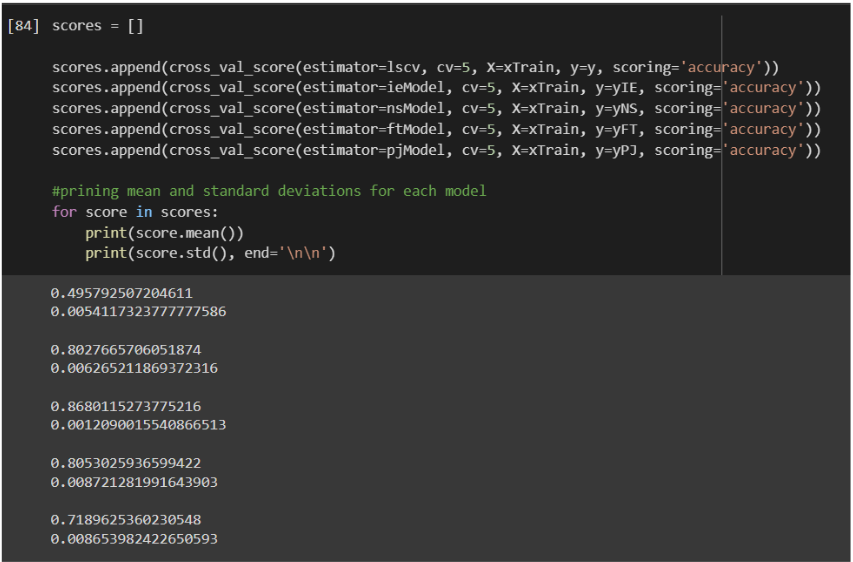 [84] scores = []
scores.append(cross_val_score(estimator=lscv, cv=5, X=xTrain, y=y, scoring='accuracy'))
scores.append(cross_val_score(estimator=ieModel, cv=5, X=xTrain, y=yIE, scoring='accuracy'))
scores.append(cross_val_score(estimator=nsModel, cv=5, X=xTrain, y=yNS, scoring='accuracy'))
scores.append(cross_val_score(estimator=ftModel, cv=5, X=xTrain, y=yFT, scoring='accuracy'))
scores.append(cross_val_score(estimator=pjModel, cv=5, X=xTrain, y=yPJ, scoring='accuracy'))
#prining mean and standard deviations for each model
for score in scores:
print(score.mean())
print(score.std(), end='\n\n')
0.495792507204611
0.0054117323777777586
0.8027665706051874
0.006265211869372316
0.8680115273775216
0.0012090015540866513
0.8053025936599422
0.008721281991643903
0.7189625360230548
0.008653982422650593